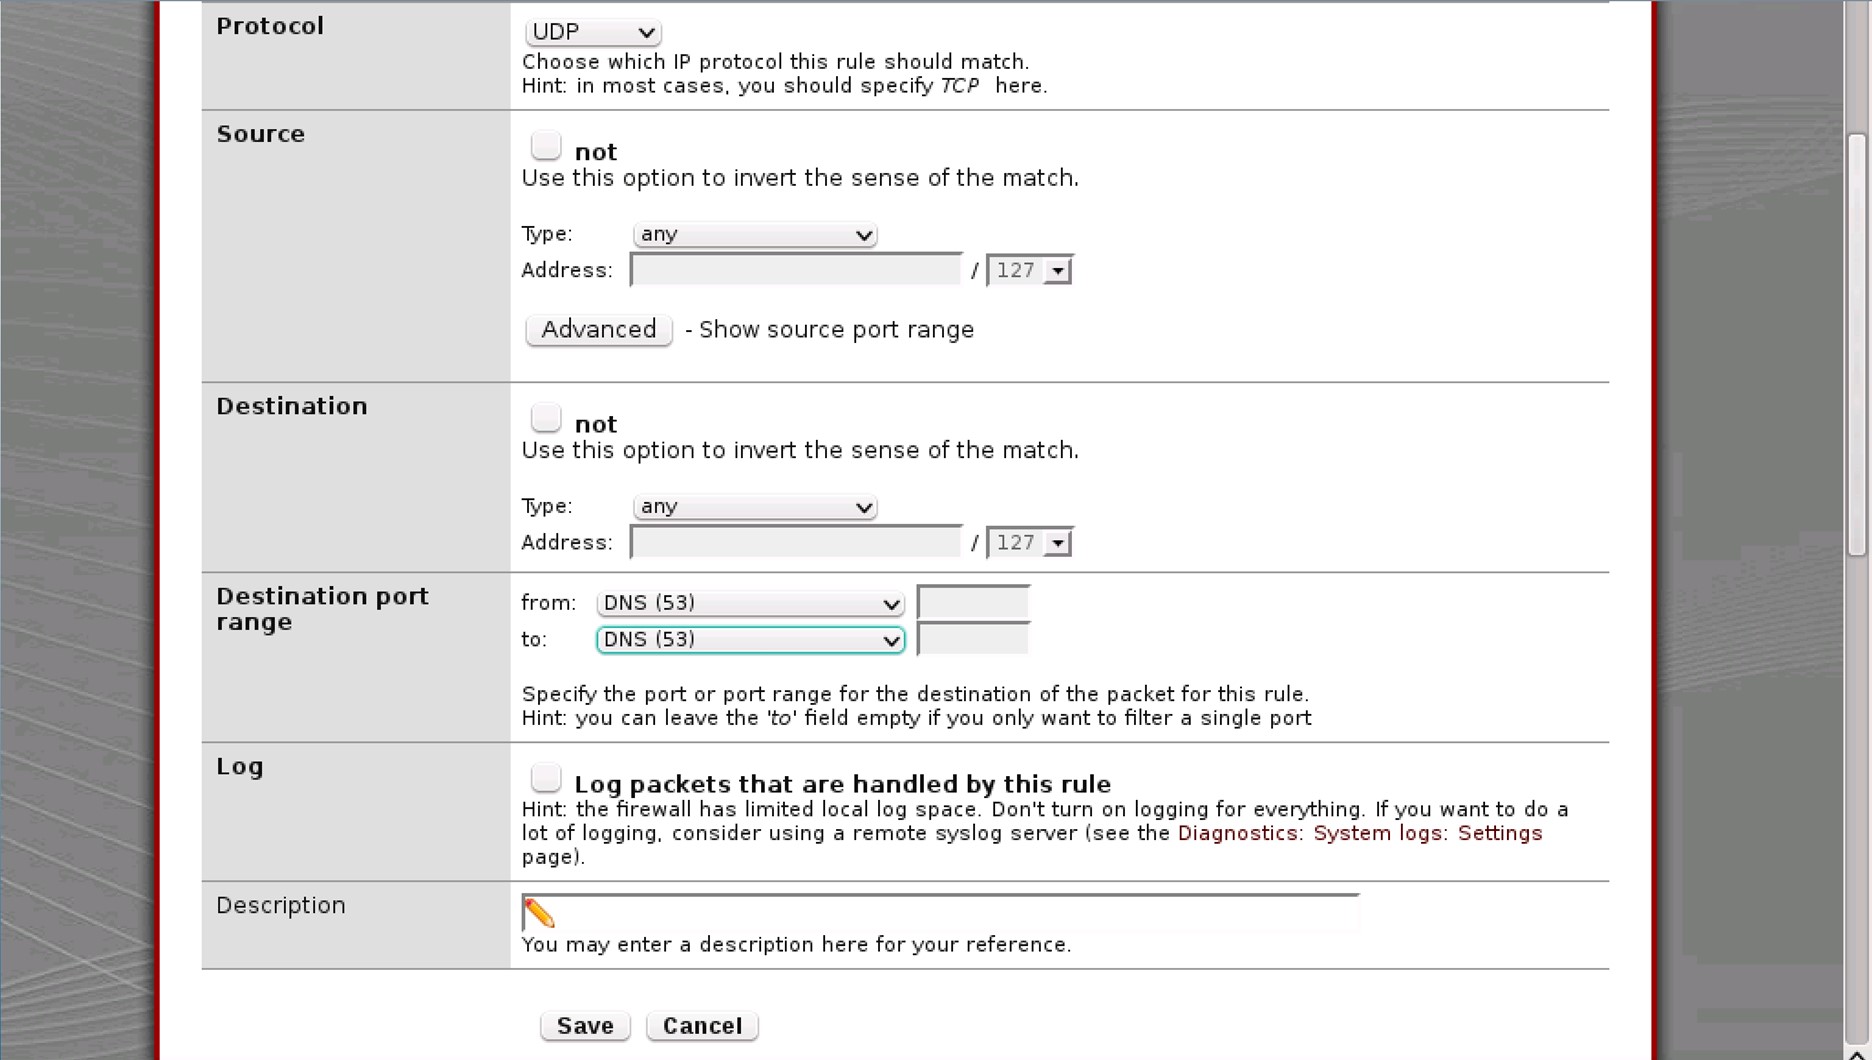 Protocol
UDP
Choose which IP protocol this rule should match.
Hint: in most cases, you should specify TCP here.
Source
not
Use this option to invert the sense of the match.
Type: any
Address: / 127
Advanced - Show source port range
Destination
not
Use this option to invert the sense of the match.
Type: any
Address: / 127
Destination port
range
from: DNS (53)
to: DNS (53)
Specify the port or port range for the destination of the packet for this rule.
Hint: you can leave the 'to' field empty if you only want to filter a single port
Log
Log packets that are handled by this rule
Hint: the firewall has limited local log space. Don't turn on logging for everything. If you want to do a
lot of logging, consider using a remote syslog server (see the Diagnostics: System logs: Settings
page).
Description
You may enter a description here for your reference.
Save Cancel